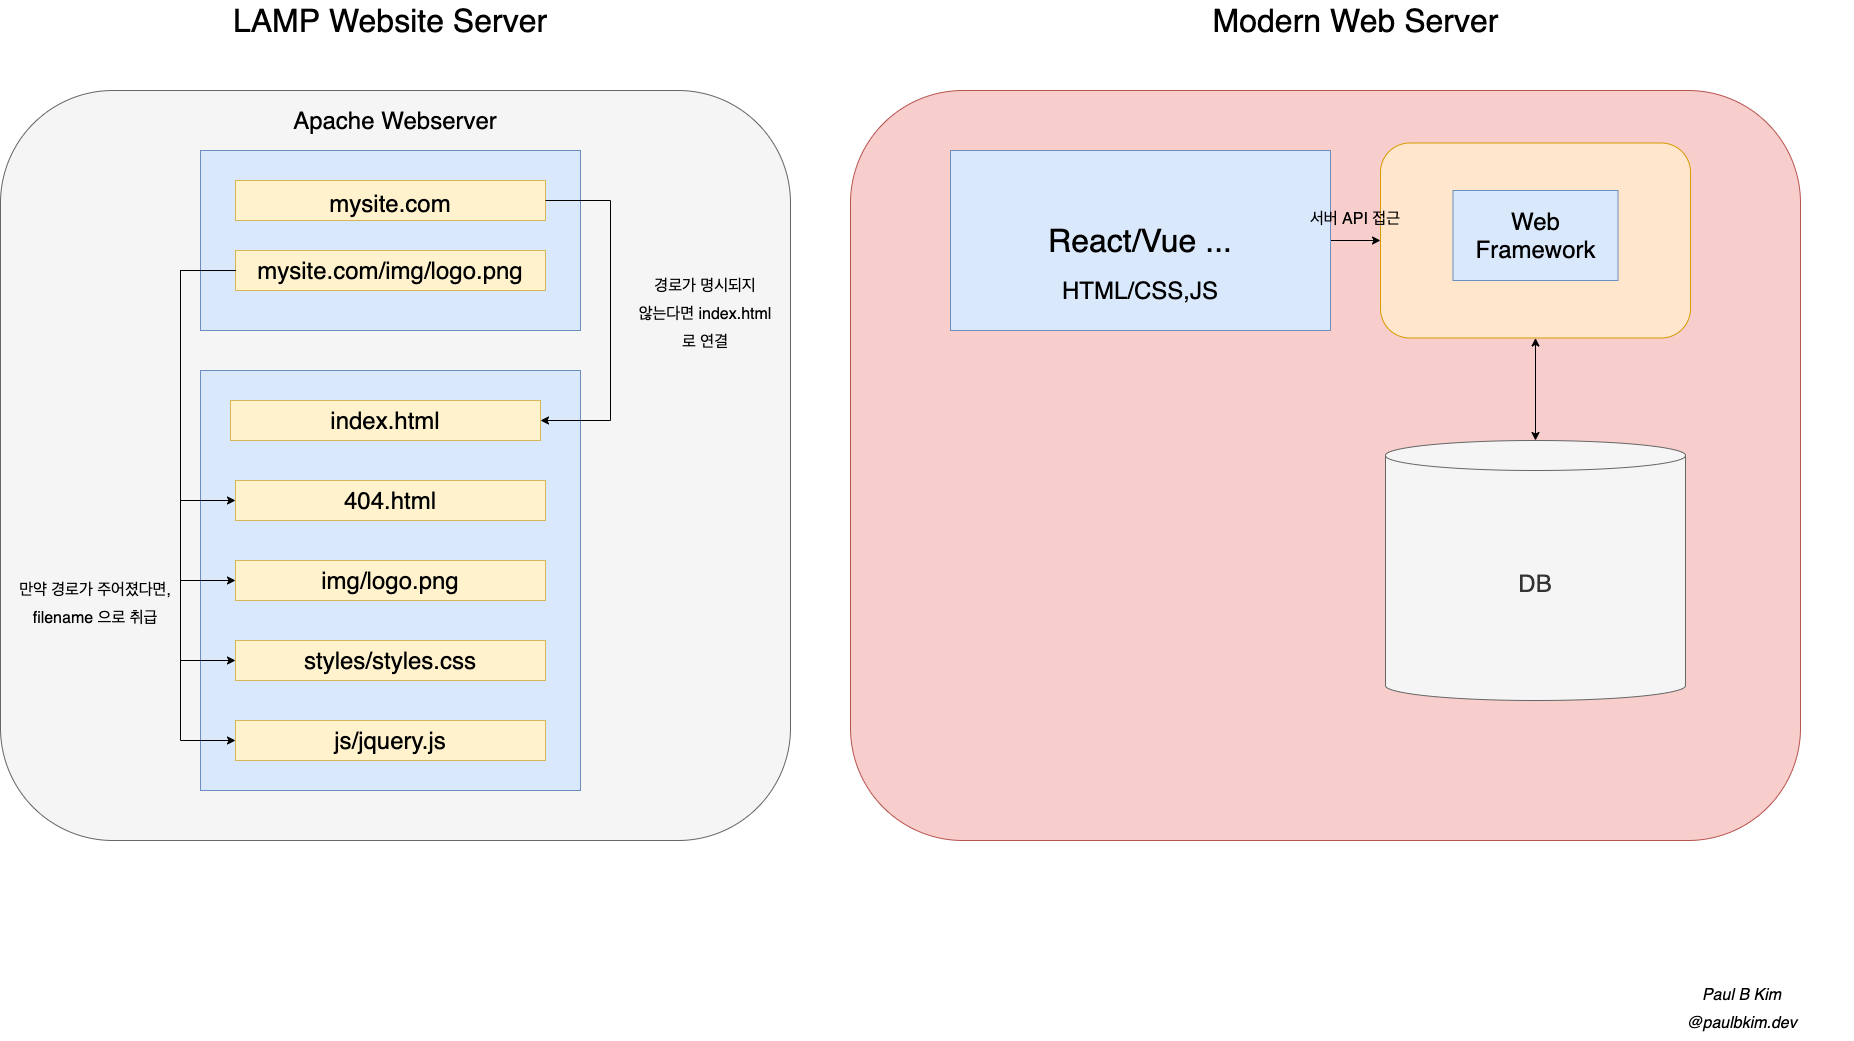 LAMP Website Server
Apache Webserver
mysite.com
mysite.com/img/logo.png
경로가 명시되지
않는다면 index.html
로 연결
index.html
404.html
img/logo.png
styles/styles.css
js/jquery.js
만약 경로가 주어졌다면,
filename 으로 취급
Modern Web Server
React/Vue ...
HTML/CSS,JS
서버 API 접근
Web
Framework
DB
Paul B Kim
@paulbkim.dev